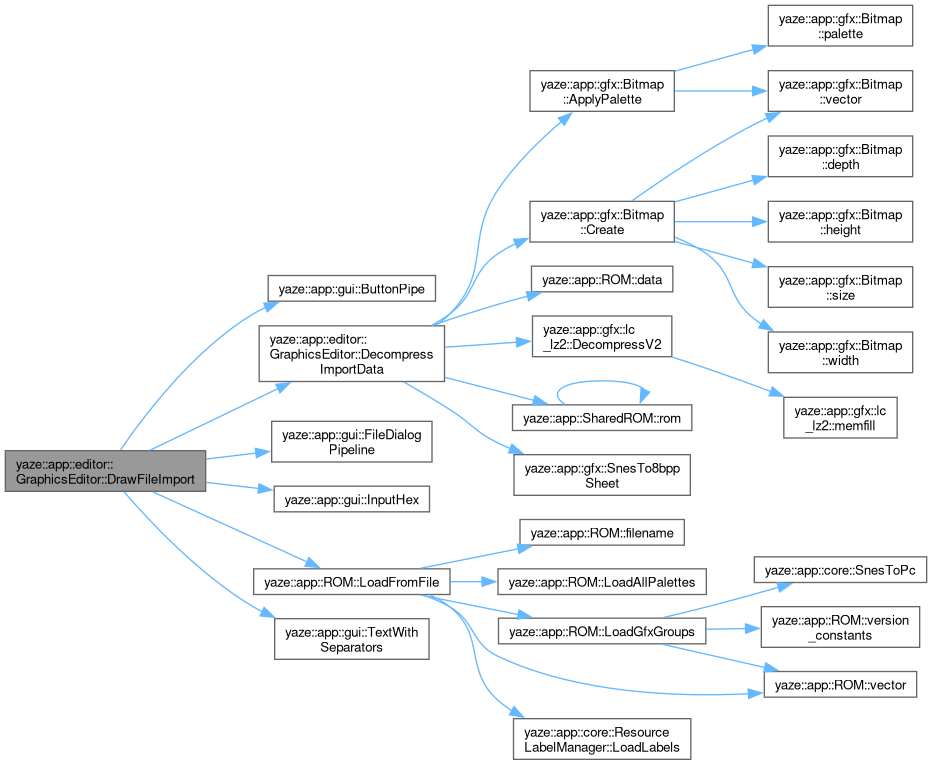 yaze::app::editor::
GraphicsEditor::DrawFileImport
yaze::app::gui::ButtonPipe
yaze::app::editor::
GraphicsEditor::Decompress
ImportData
yaze::app::gui::FileDialog
Pipeline
yaze::app::gui::InputHex
yaze::app::ROM::LoadFromFile
yaze::app::gui::TextWith
Separators
yaze::app::gfx::Bitmap
::ApplyPalette
yaze::app::gfx::Bitmap
::Create
yaze::app::ROM::data
yaze::app::gfx::lc
_lz2::DecompressV2
yaze::app::SharedROM::rom
yaze::app::gfx::SnesTo8bpp
Sheet
yaze::app::ROM::filename
yaze::app::ROM::LoadAllPalettes
yaze::app::ROM::LoadGfxGroups
yaze::app::core::Resource
LabelManager::LoadLabels
yaze::app::gfx::Bitmap
::palette
yaze::app::gfx::Bitmap
::vector
yaze::app::gfx::Bitmap
::depth
yaze::app::gfx::Bitmap
::height
yaze::app::gfx::Bitmap
::size
yaze::app::gfx::Bitmap
::width
yaze::app::gfx::lc
_lz2::memfill
yaze::app::core::SnesToPc
yaze::app::ROM::version
_constants
yaze::app::ROM::vector